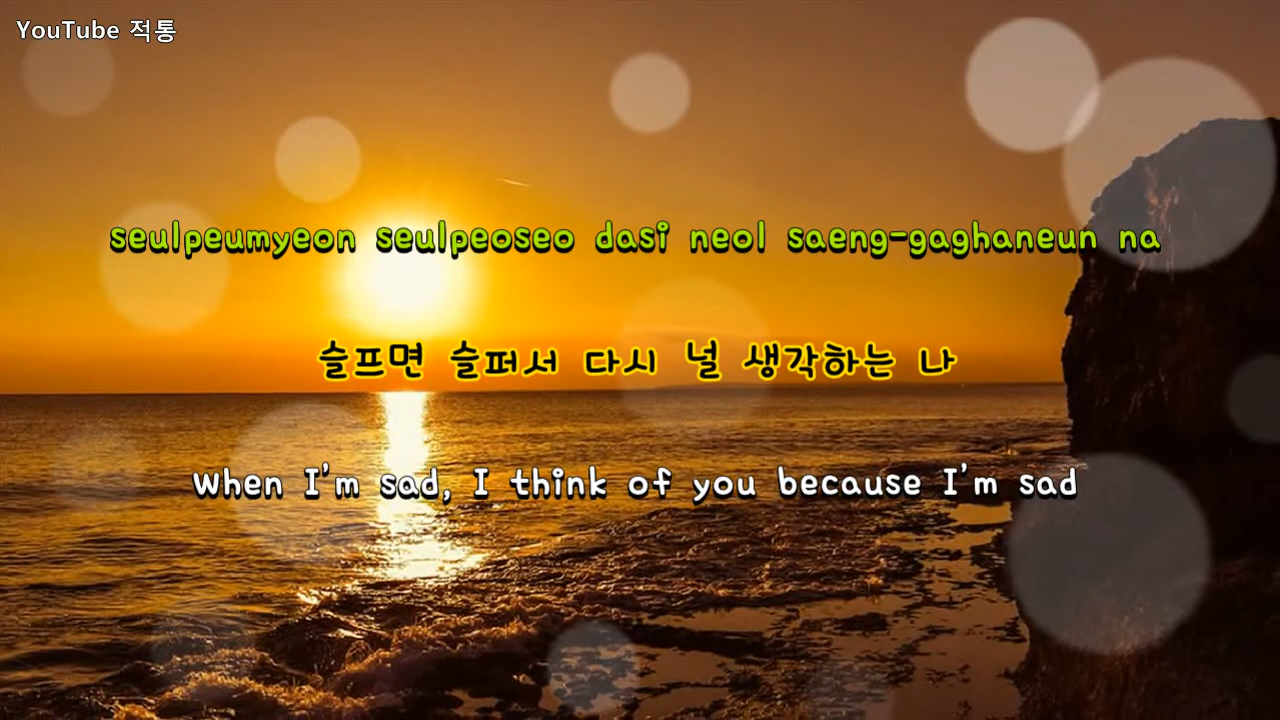 YouTube 적통
seulpeumyeon seulpeoseo dasi neol saeng-gaghaneun na
슬프면 슬퍼서 다시 널 생각하는 나
When I'm sad, I think of you because I'm sad